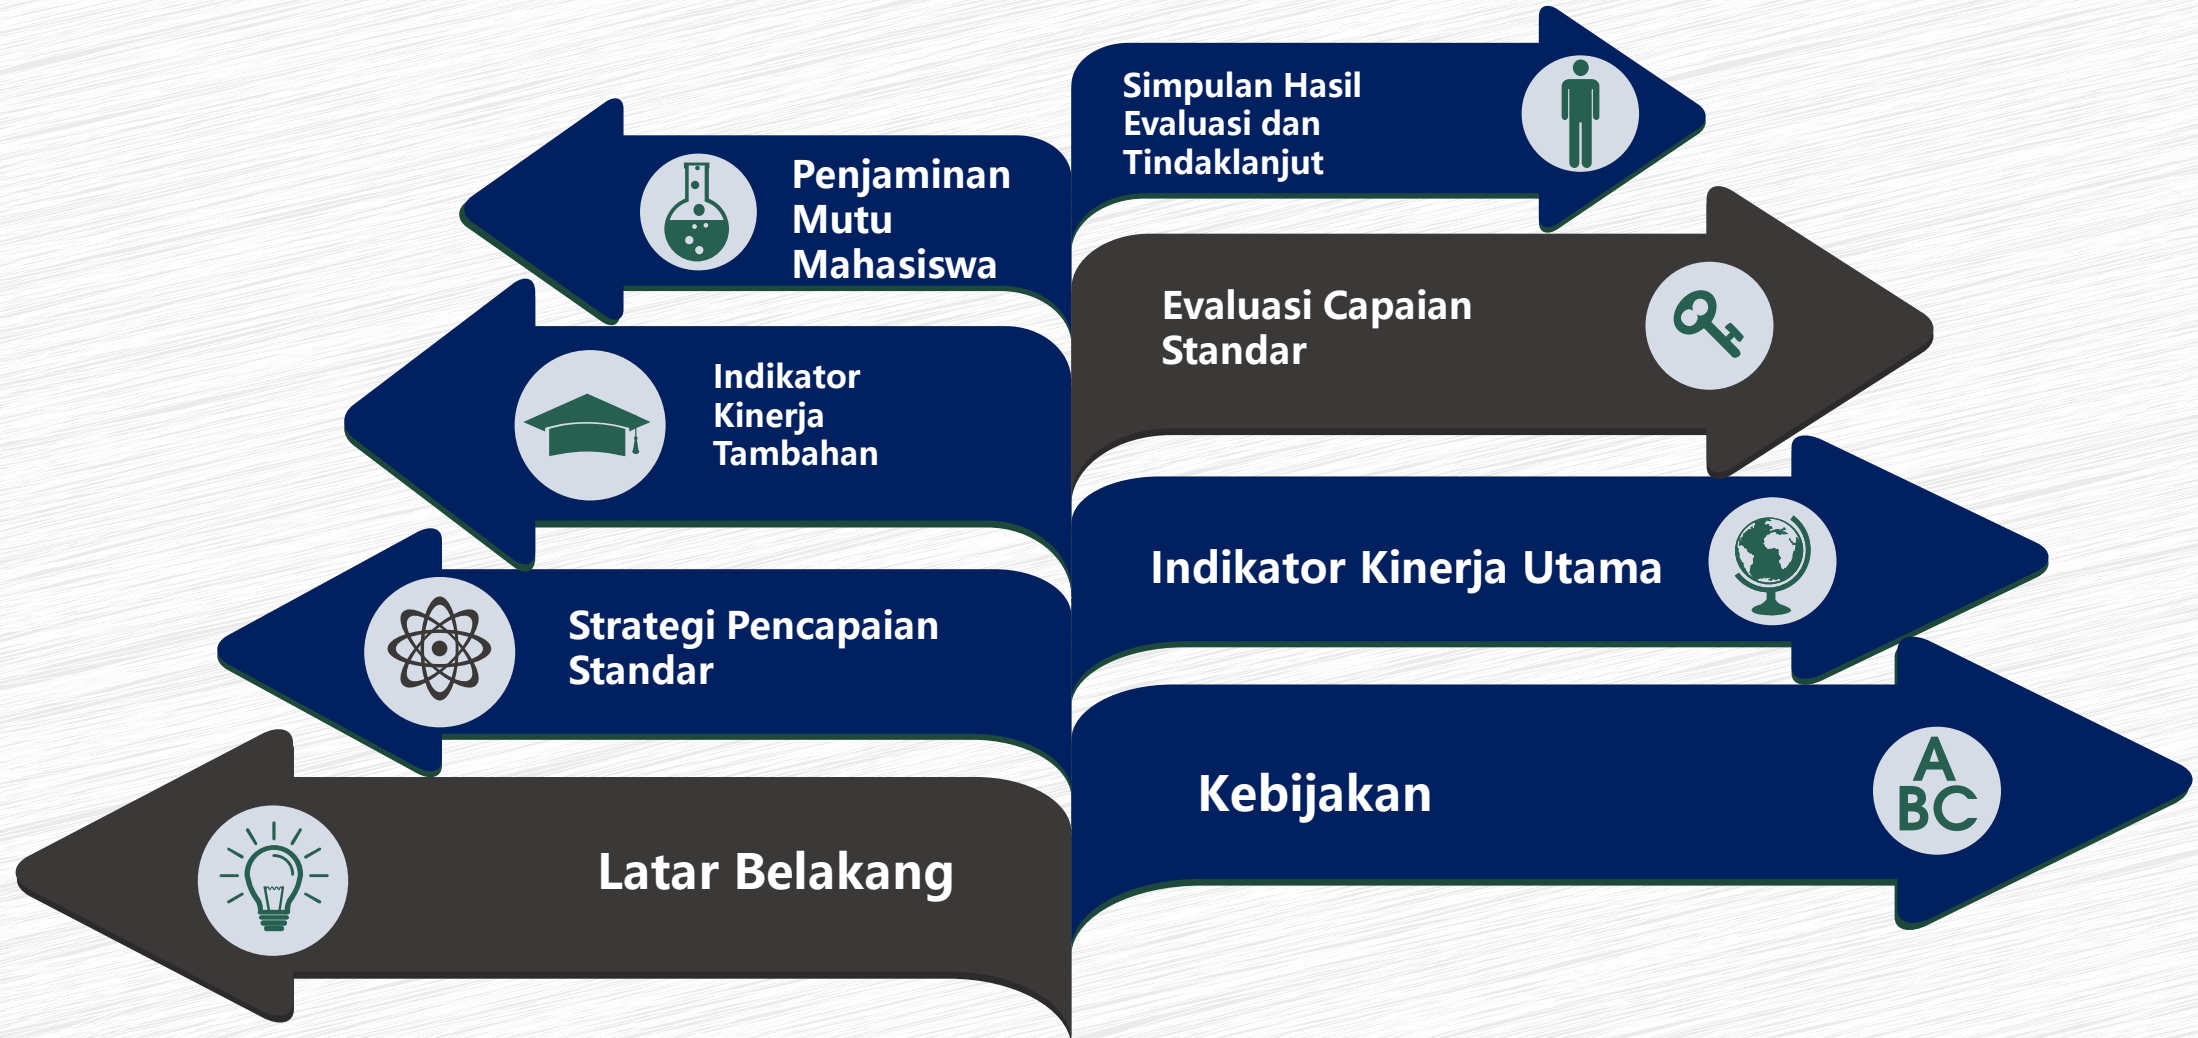 Simpulan Hasil
Evaluasi dan
Tindaklanjut
Penjaminan
Mutu
Mahasiswa
Evaluasi Capaian
Standar
Indikator
Kinerja
Tambahan
Indikator Kinerja Utama
Strategi Pencapaian
Standar
Kebijakan
A
BC
Latar Belakang